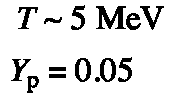 T ~ 5 MeV
Yₚ = 0.05